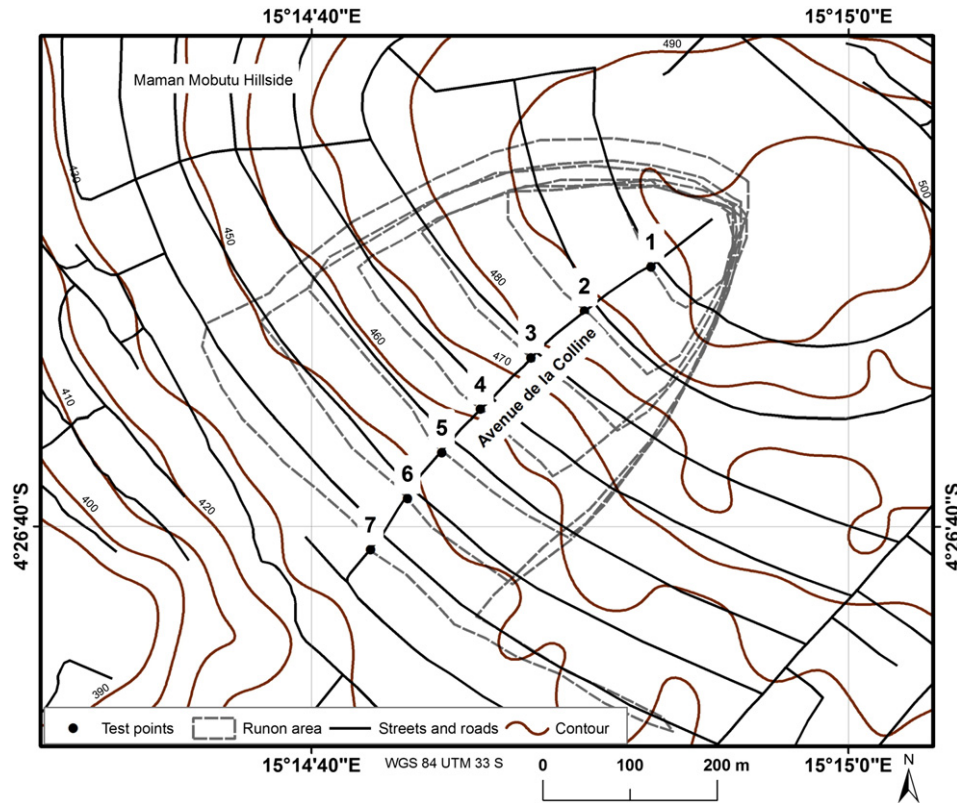 15°14'40"E
15°15'0"E
490
Maman Mobutu Hillside
430
500
450
1
480
2
4°26'40"S
4°26'40"S
3
460
470
4
Avenue de la Colline
410
5
6
400
420
7
390
Test points
Runon area
Streets and roads
Contour
15°14'40"E
WGS 84 UTM 33 S
15°15'0"E
N
0
100
200 m